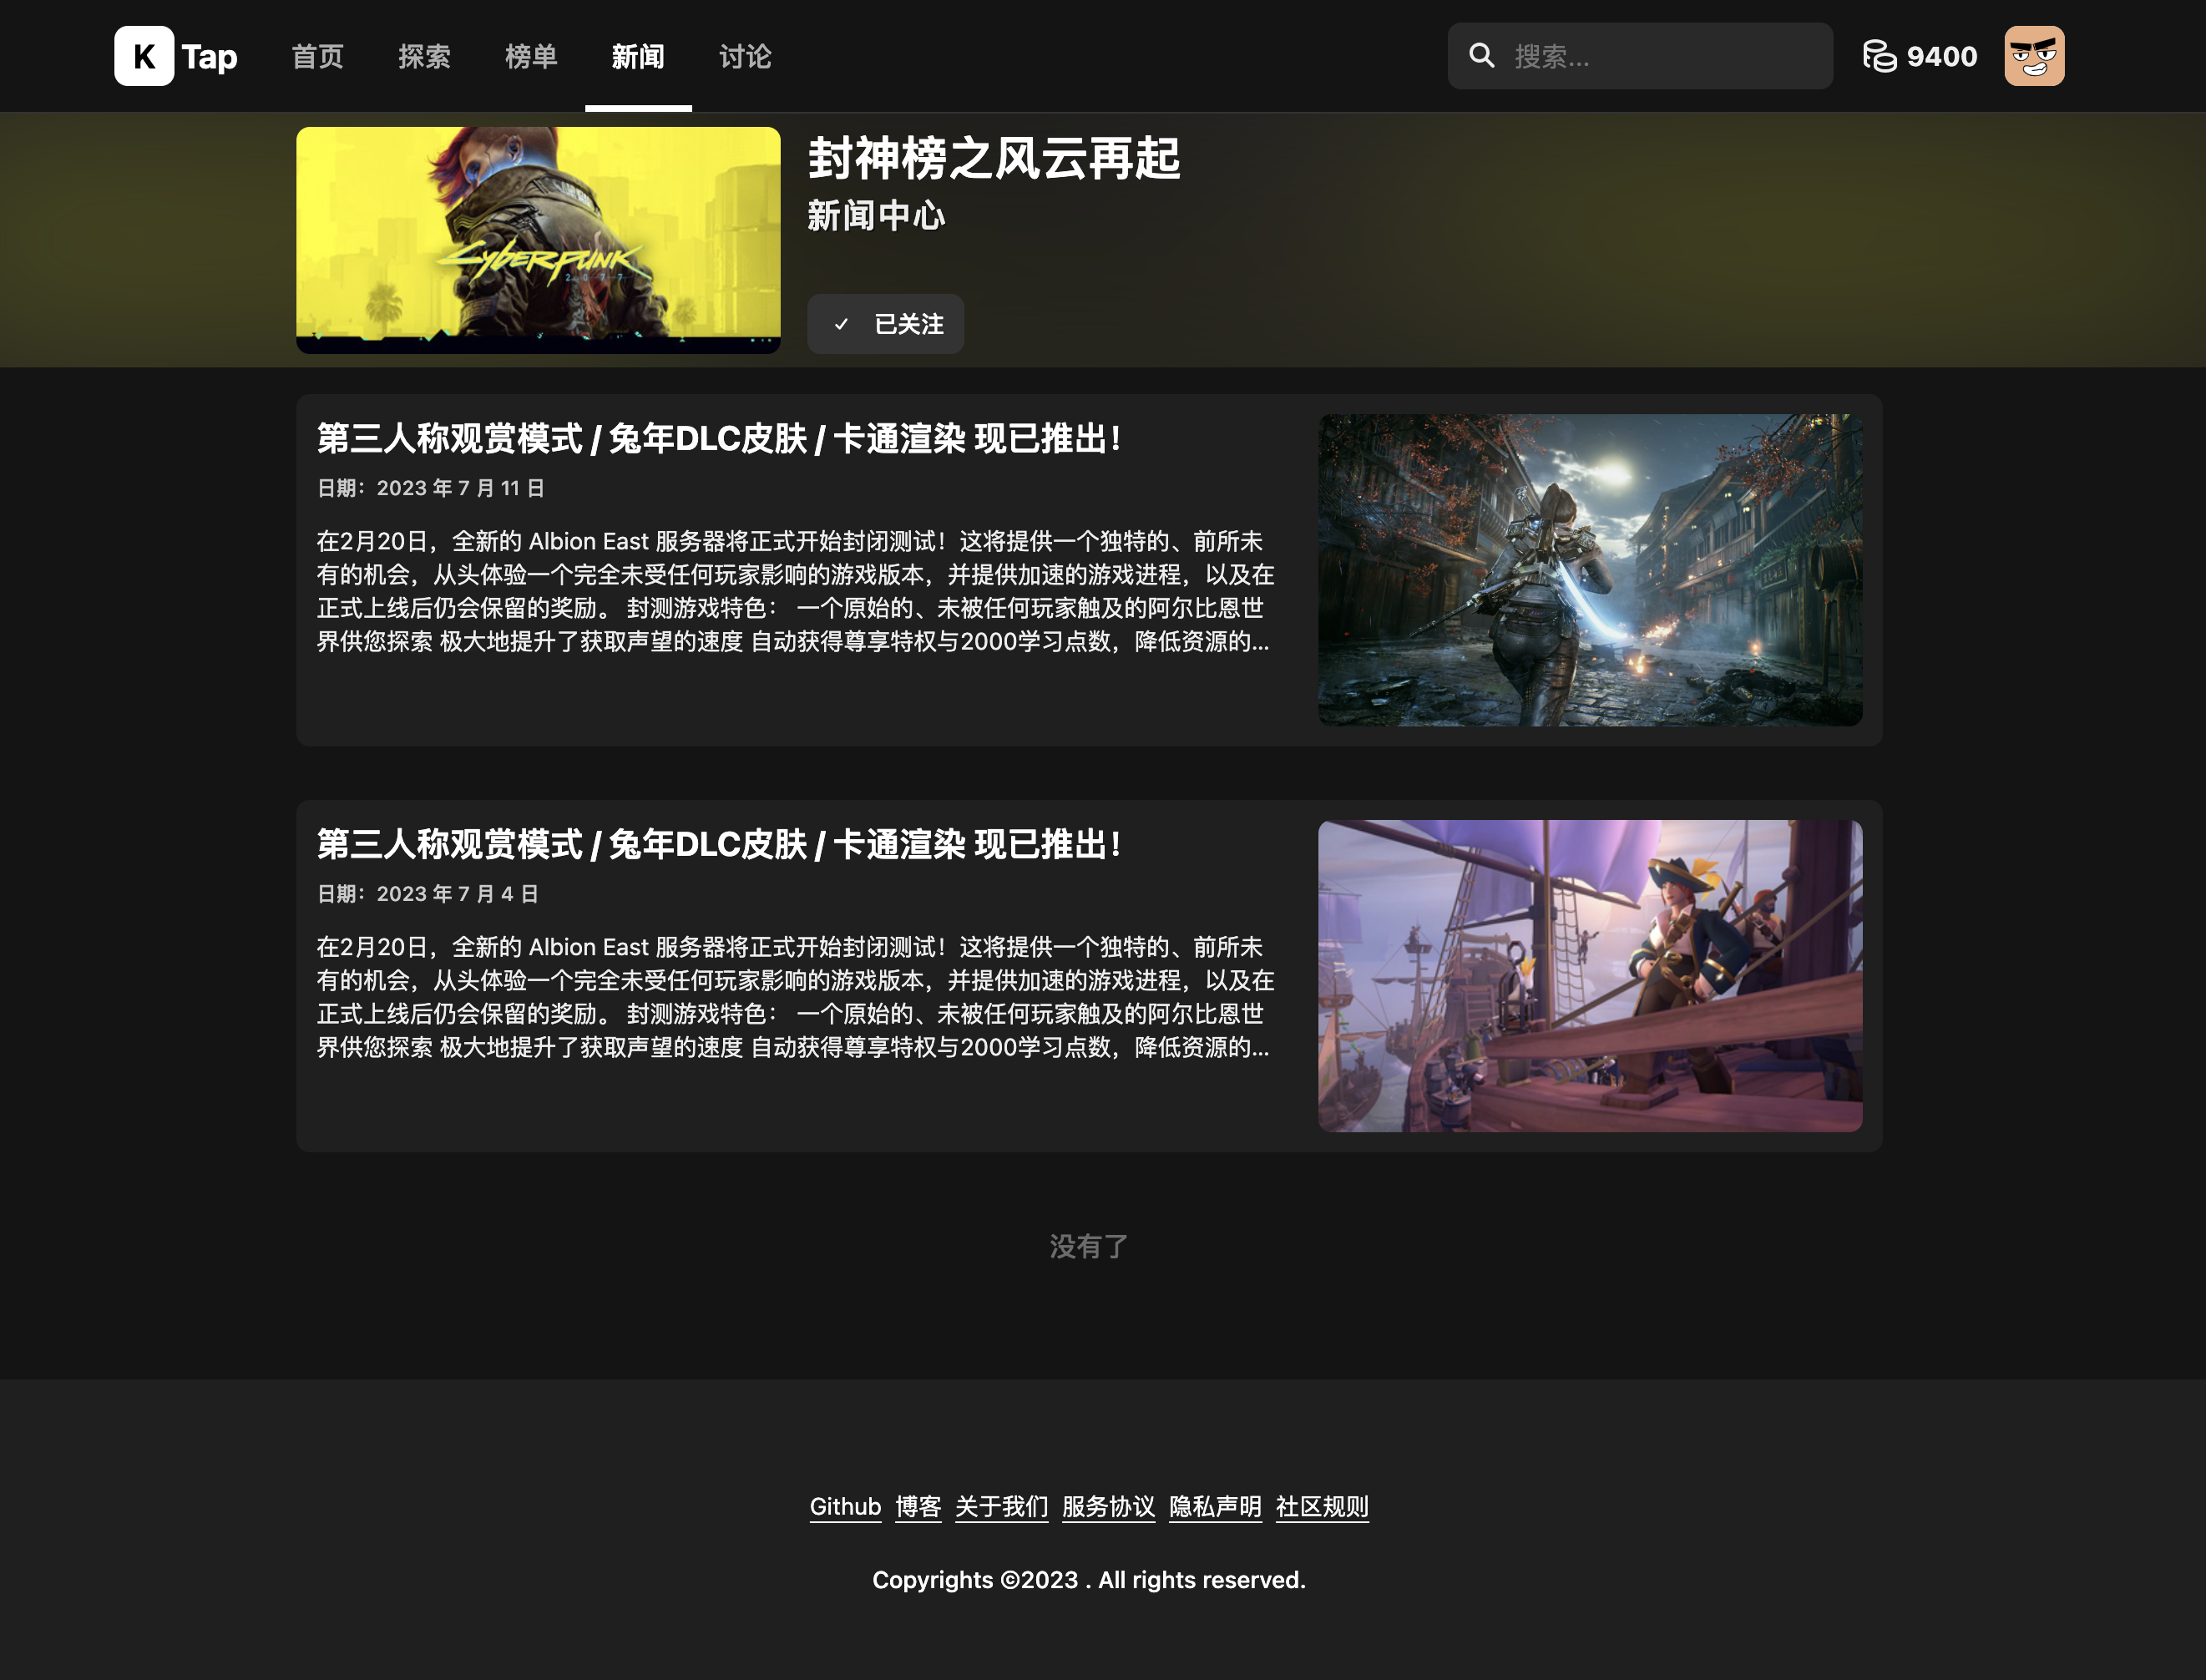 K Tap 首页 探索 榜单 新闻 讨论 搜索... 9400
Cyberpunk
2077
封神榜之风云再起
新闻中心
已关注
第三人称观赏模式 / 兔年DLC皮肤 / 卡通渲染 现已推出！
日期：2023 年 7 月 11 日
在2月20日，全新的 Albion East 服务器将正式开始封闭测试！这将提供一个独特的、前所未
有的机会，从头体验一个完全未受任何玩家影响的游戏版本，并提供加速的游戏进程，以及在
正式上线后仍会保留的奖励。 封测游戏特色： 一个原始的、未被任何玩家触及的阿尔比恩世
界供您探索 极大地提升了获取声望的速度 自动获得尊享特权与2000学习点数，降低资源的...
第三人称观赏模式 / 兔年DLC皮肤 / 卡通渲染 现已推出！
日期：2023 年 7 月 4 日
在2月20日，全新的 Albion East 服务器将正式开始封闭测试！这将提供一个独特的、前所未
有的机会，从头体验一个完全未受任何玩家影响的游戏版本，并提供加速的游戏进程，以及在
正式上线后仍会保留的奖励。 封测游戏特色： 一个原始的、未被任何玩家触及的阿尔比恩世
界供您探索 极大地提升了获取声望的速度 自动获得尊享特权与2000学习点数，降低资源的...
没有了
Github 博客 关于我们 服务协议 隐私声明 社区规则
Copyrights ©2023 . All rights reserved.